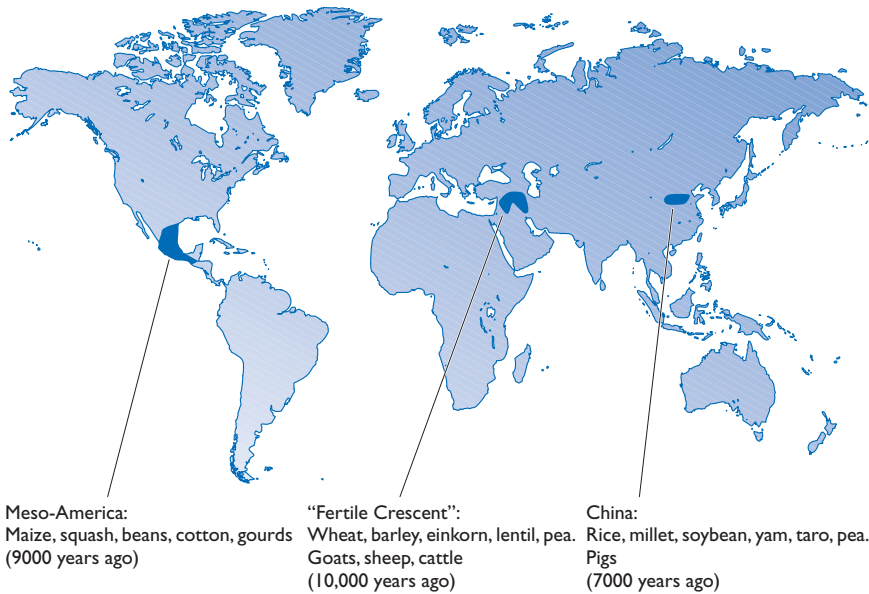 Meso-America:
Maize, squash, beans, cotton, gourds
(9000 years ago)
“Fertile Crescent”:
Wheat, barley, einkorn, lentil, pea.
Goats, sheep, cattle
(10,000 years ago)
China:
Rice, millet, soybean, yam, taro, pea.
Pigs
(7000 years ago)